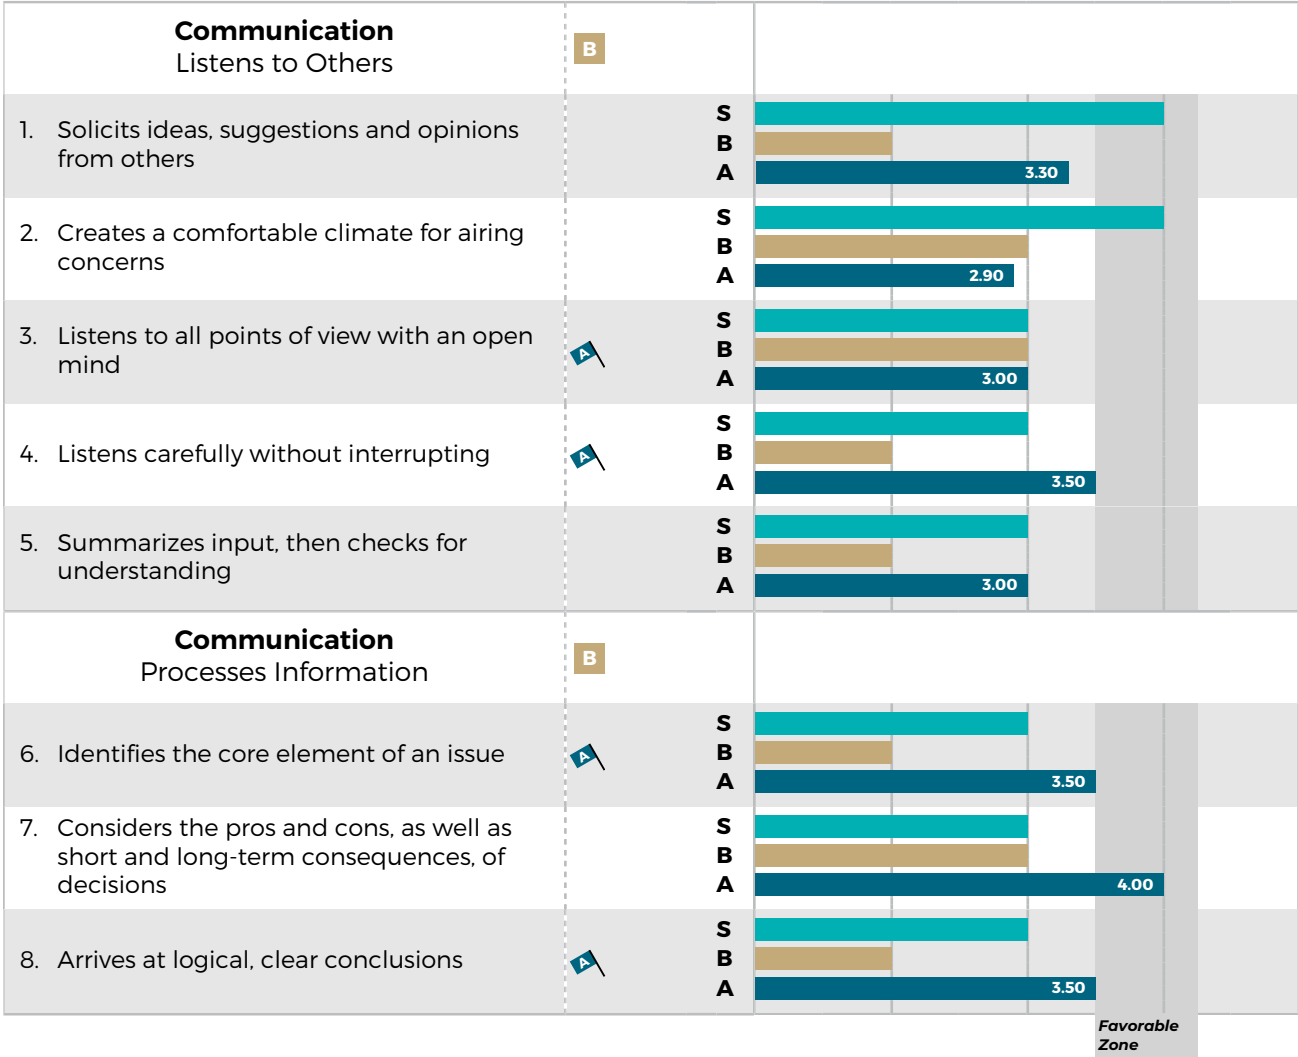 Communication
Listens to Others
B
1. Solicits ideas, suggestions and opinions
from others
S
B
A 3.30
2. Creates a comfortable climate for airing
concerns
S
B
A 2.90
3. Listens to all points of view with an open
mind
A
S
B
A 3.00
4. Listens carefully without interrupting
A
S
B
A 3.50
5. Summarizes input, then checks for
understanding
S
B
A 3.00
Communication
Processes Information
B
6. Identifies the core element of an issue
A
S
B
A 3.50
7. Considers the pros and cons, as well as
short and long-term consequences, of
decisions
S
B
A 4.00
8. Arrives at logical, clear conclusions
A
S
B
A 3.50
Favorable
Zone